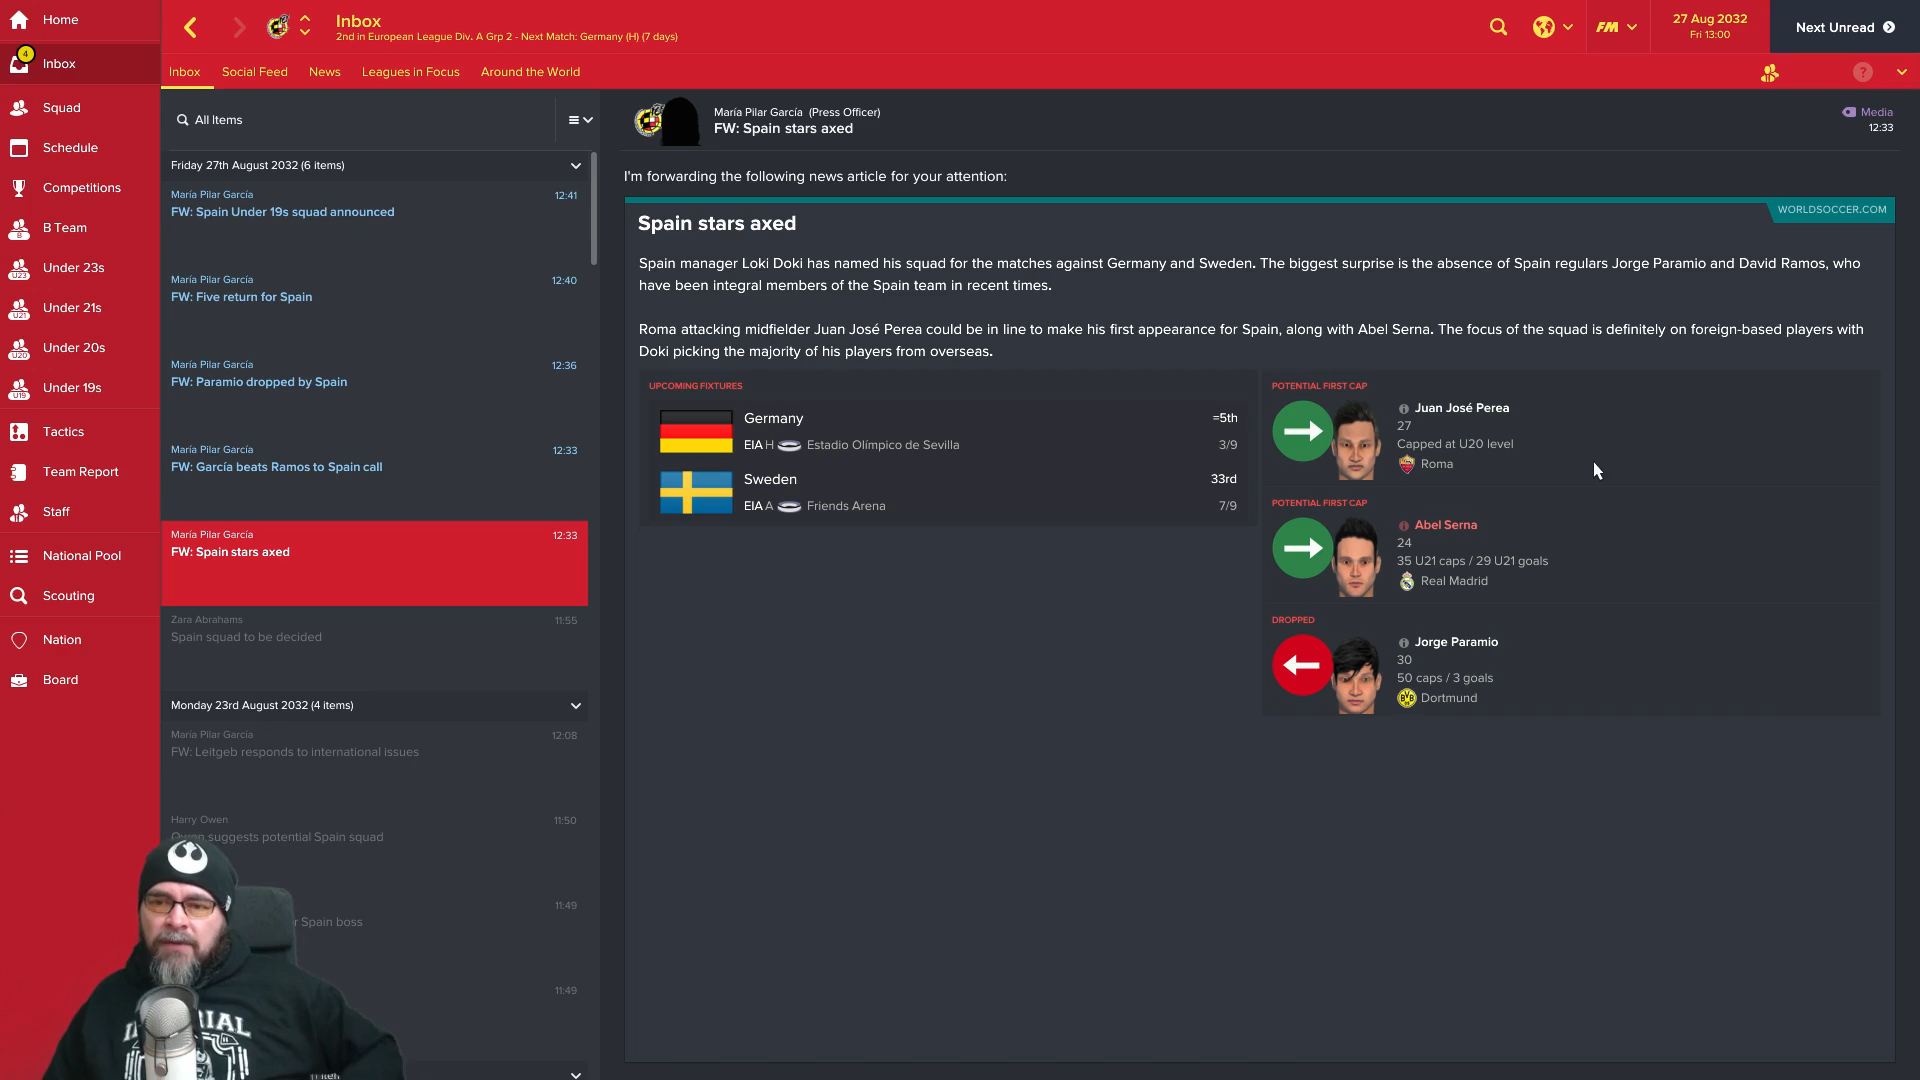 Home
4
Inbox
Squad
Schedule
Competitions
B
B Team
U23
Under 23s
U21
Under 21s
U20
Under 20s
U19
Under 19s
Tactics
Team Report
Staff
National Pool
Scouting
Nation
Board
Inbox
2nd in European League Div. A Grp 2 - Next Match: Germany (H) (7 days)
FM
27 Aug 2032
Fri 13:00
Next Unread
Inbox
Social Feed
News
Leagues in Focus
Around the World
?
All Items
Friday 27th August 2032 (6 items)
María Pilar García 12:41
FW: Spain Under 19s squad announced
María Pilar García 12:40
FW: Five return for Spain
María Pilar García 12:36
FW: Paramio dropped by Spain
María Pilar García 12:33
FW: García beats Ramos to Spain call
María Pilar García 12:33
FW: Spain stars axed
Zara Abrahams 11:55
Spain squad to be decided
Monday 23rd August 2032 (4 items)
María Pilar García 12:08
FW: Leitgeb responds to international issues
Harry Owen 11:50
Owen suggests potential Spain squad
11:49
r Spain boss
11:49
María Pilar García (Press Officer)
FW: Spain stars axed
Media
12:33
I'm forwarding the following news article for your attention:
WORLDSOCCER.COM
Spain stars axed
Spain manager Loki Doki has named his squad for the matches against Germany and Sweden. The biggest surprise is the absence of Spain regulars Jorge Paramio and David Ramos, who
have been integral members of the Spain team in recent times.
Roma attacking midfielder Juan José Perea could be in line to make his first appearance for Spain, along with Abel Serna. The focus of the squad is definitely on foreign-based players with
Doki picking the majority of his players from overseas.
UPCOMING FIXTURES
Germany =5th
EIA H Estadio Olímpico de Sevilla 3/9
Sweden 33rd
EIA A Friends Arena 7/9
POTENTIAL FIRST CAP
Juan José Perea
27
Capped at U20 level
Roma
POTENTIAL FIRST CAP
Abel Serna
24
35 U21 caps / 29 U21 goals
Real Madrid
DROPPED
Jorge Paramio
30
50 caps / 3 goals
BVB
Dortmund